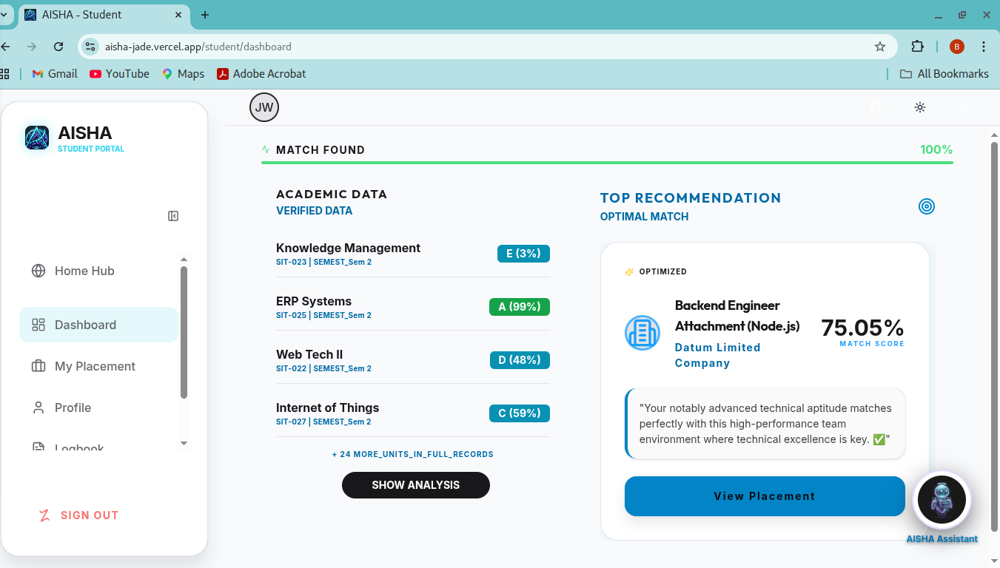 AISHA - Student
aisha-jade.vercel.app/student/dashboard
B
Gmail
YouTube
Maps
Adobe Acrobat
All Bookmarks
AISHA
STUDENT PORTAL
Home Hub
Dashboard
My Placement
Profile
Logbook
SIGN OUT
JW
MATCH FOUND
100%
ACADEMIC DATA
VERIFIED DATA
Knowledge Management
SIT-023 | SEMEST_Sem 2
E (3%)
ERP Systems
SIT-025 | SEMEST_Sem 2
A (99%)
Web Tech II
SIT-022 | SEMEST_Sem 2
D (48%)
Internet of Things
SIT-027 | SEMEST_Sem 2
C (59%)
+ 24 MORE_UNITS_IN_FULL_RECORDS
SHOW ANALYSIS
TOP RECOMMENDATION
OPTIMAL MATCH
OPTIMIZED
Backend Engineer
Attachment (Node.js)
Datum Limited
Company
75.05%
MATCH SCORE
"Your notably advanced technical aptitude matches
perfectly with this high-performance team
environment where technical excellence is key. ✅"
View Placement
AISHA Assistant